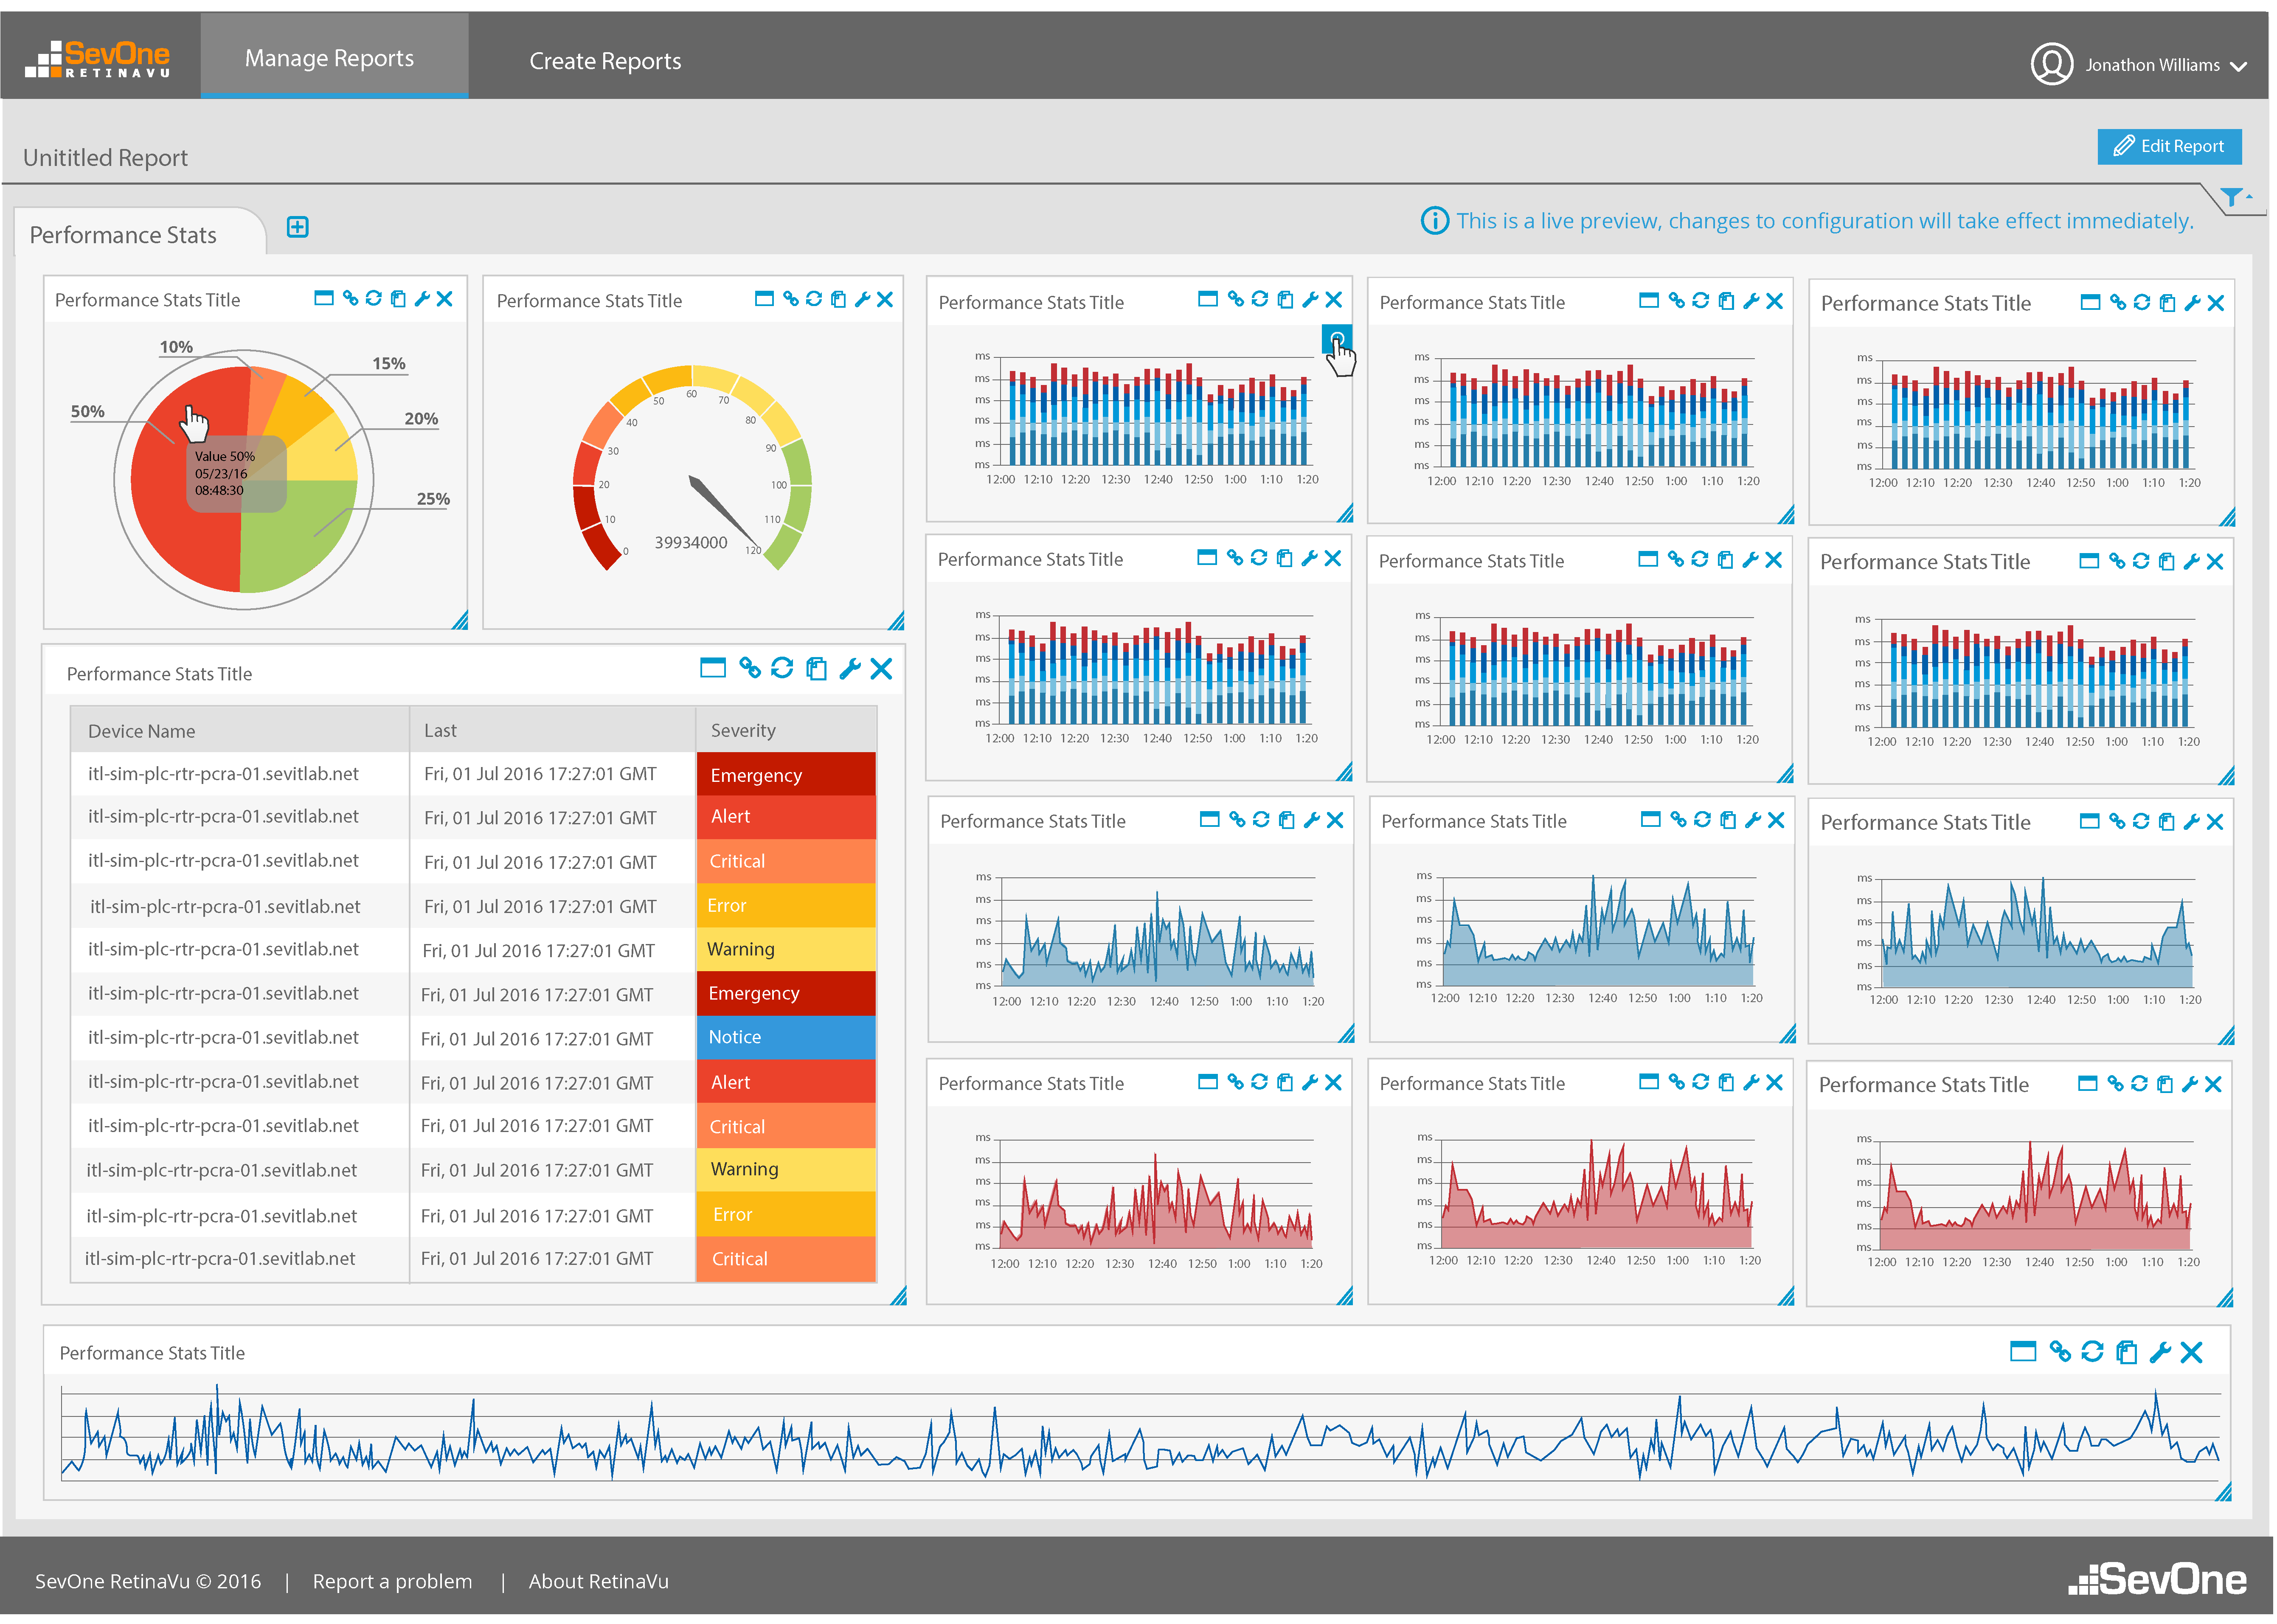 SevOne
RETINAVU
Manage Reports
Create Reports
Jonathon Williams
Unititled Report
Edit Report
Performance Stats
This is a live preview, changes to configuration will take effect immediately.
Performance Stats Title
10%
15%
50%
20%
25%
Value 50%
05/23/16
08:48:30
Performance Stats Title
0
10
20
30
40
50
60
70
80
90
100
110
120
39934000
Performance Stats Title
ms
ms
ms
ms
ms
ms
12:00 12:10 12:20 12:30 12:40 12:50 1:00 1:10 1:20
Performance Stats Title
ms
ms
ms
ms
ms
ms
12:00 12:10 12:20 12:30 12:40 12:50 1:00 1:10 1:20
Performance Stats Title
ms
ms
ms
ms
ms
ms
12:00 12:10 12:20 12:30 12:40 12:50 1:00 1:10 1:20
Performance Stats Title
ms
ms
ms
ms
ms
ms
12:00 12:10 12:20 12:30 12:40 12:50 1:00 1:10 1:20
Performance Stats Title
ms
ms
ms
ms
ms
ms
12:00 12:10 12:20 12:30 12:40 12:50 1:00 1:10 1:20
Performance Stats Title
ms
ms
ms
ms
ms
ms
12:00 12:10 12:20 12:30 12:40 12:50 1:00 1:10 1:20
Performance Stats Title
Device Name Last Severity
itl-sim-plc-rtr-pcra-01.sevitlab.net Fri, 01 Jul 2016 17:27:01 GMT Emergency
itl-sim-plc-rtr-pcra-01.sevitlab.net Fri, 01 Jul 2016 17:27:01 GMT Alert
itl-sim-plc-rtr-pcra-01.sevitlab.net Fri, 01 Jul 2016 17:27:01 GMT Critical
itl-sim-plc-rtr-pcra-01.sevitlab.net Fri, 01 Jul 2016 17:27:01 GMT Error
itl-sim-plc-rtr-pcra-01.sevitlab.net Fri, 01 Jul 2016 17:27:01 GMT Warning
itl-sim-plc-rtr-pcra-01.sevitlab.net Fri, 01 Jul 2016 17:27:01 GMT Emergency
itl-sim-plc-rtr-pcra-01.sevitlab.net Fri, 01 Jul 2016 17:27:01 GMT Notice
itl-sim-plc-rtr-pcra-01.sevitlab.net Fri, 01 Jul 2016 17:27:01 GMT Alert
itl-sim-plc-rtr-pcra-01.sevitlab.net Fri, 01 Jul 2016 17:27:01 GMT Critical
itl-sim-plc-rtr-pcra-01.sevitlab.net Fri, 01 Jul 2016 17:27:01 GMT Warning
itl-sim-plc-rtr-pcra-01.sevitlab.net Fri, 01 Jul 2016 17:27:01 GMT Error
itl-sim-plc-rtr-pcra-01.sevitlab.net Fri, 01 Jul 2016 17:27:01 GMT Critical
Performance Stats Title
ms
ms
ms
ms
ms
ms
12:00 12:10 12:20 12:30 12:40 12:50 1:00 1:10 1:20
Performance Stats Title
ms
ms
ms
ms
ms
ms
12:00 12:10 12:20 12:30 12:40 12:50 1:00 1:10 1:20
Performance Stats Title
ms
ms
ms
ms
ms
ms
12:00 12:10 12:20 12:30 12:40 12:50 1:00 1:10 1:20
Performance Stats Title
ms
ms
ms
ms
ms
ms
12:00 12:10 12:20 12:30 12:40 12:50 1:00 1:10 1:20
Performance Stats Title
ms
ms
ms
ms
ms
ms
12:00 12:10 12:20 12:30 12:40 12:50 1:00 1:10 1:20
Performance Stats Title
ms
ms
ms
ms
ms
ms
12:00 12:10 12:20 12:30 12:40 12:50 1:00 1:10 1:20
Performance Stats Title
SevOne RetinaVu © 2016 | Report a problem | About RetinaVu
SevOne